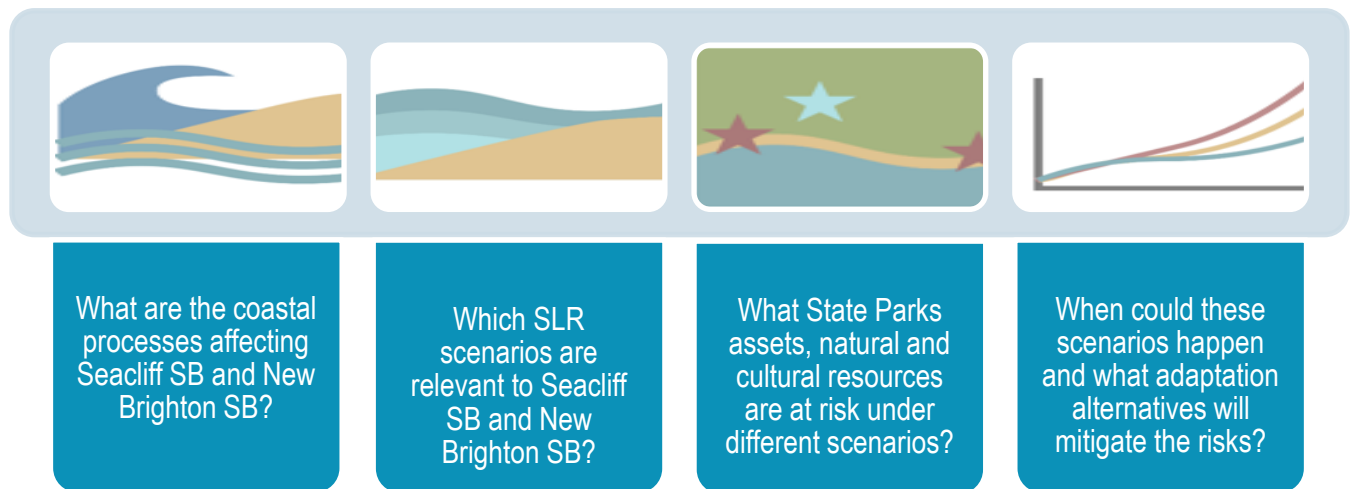 What are the coastal
processes affecting
Seacliff SB and New
Brighton SB?
Which SLR
scenarios are
relevant to Seacliff
SB and New
Brighton SB?
What State Parks
assets, natural and
cultural resources
are at risk under
different scenarios?
When could these
scenarios happen
and what adaptation
alternatives will
mitigate the risks?